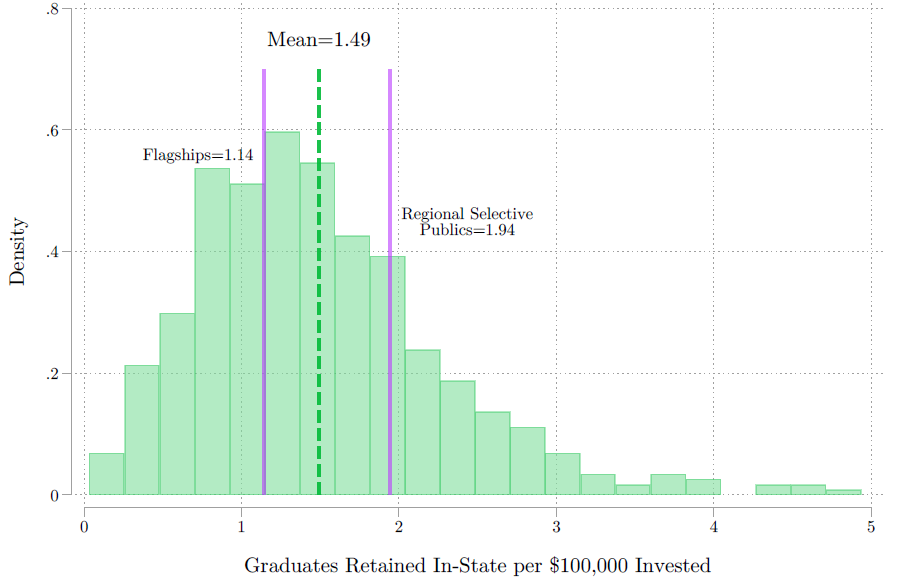 .8
Mean=1.49
.6
Flagships=1.14
Regional Selective
Publics=1.94
Density
.4
.2
0
0 1 2 3 4 5
Graduates Retained In-State per $100,000 Invested